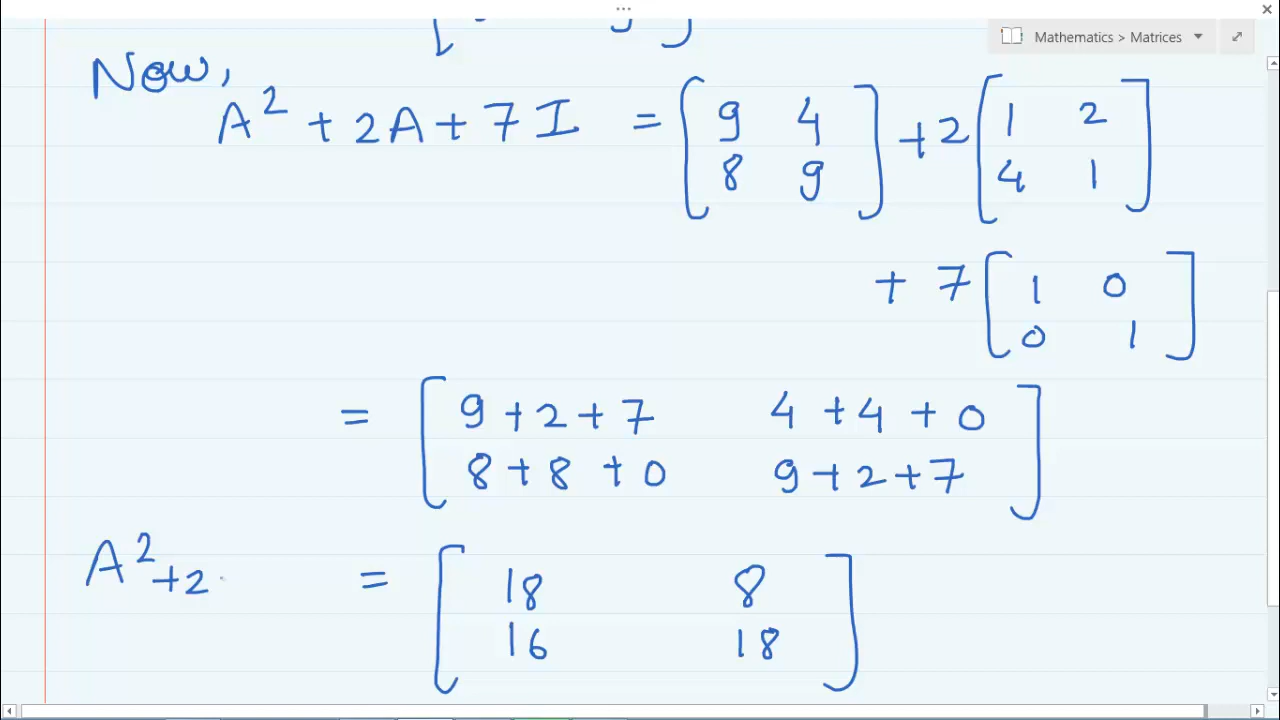 Mathematics > Matrices
Now,
A² + 2A + 7I = [9 4 + 2 [1 2
8 9] 4 1]
+ 7 [1 0
0 1]
= [9+2+7 4+4+0
8+8+0 9+2+7]
A²+2 = [18 8
16 18]